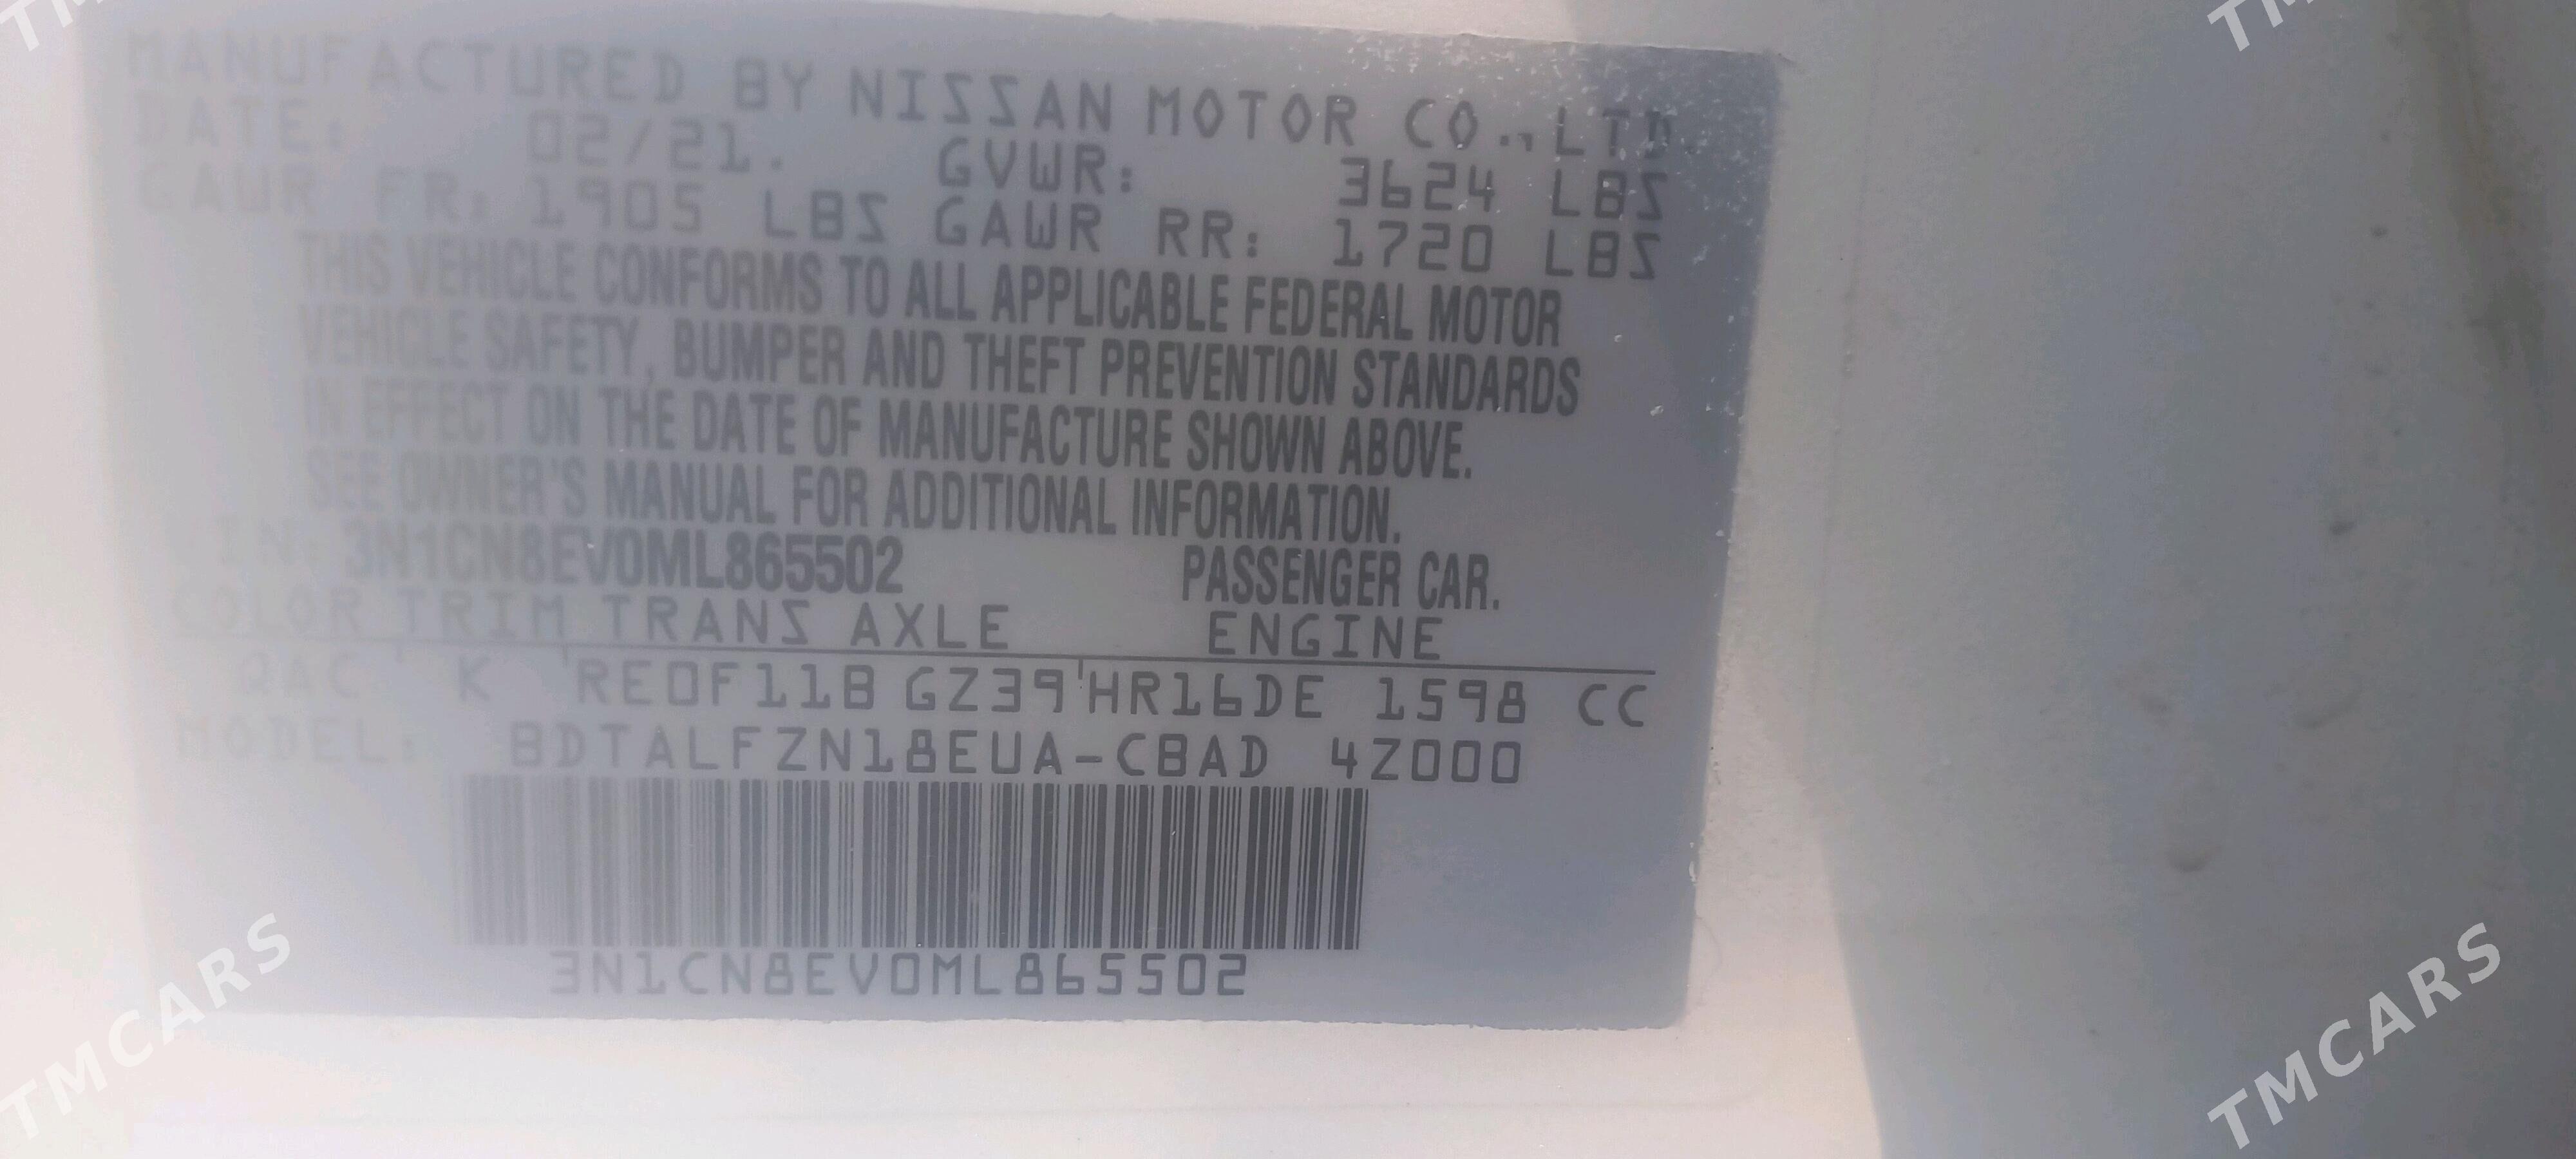 MANUFACTURED BY NISSAN MOTOR CO., LTD.
DATE: 02/21. GVWR: 3624 LBS
GAWR FR: 1905 LBS GAWR RR: 1720 LBS
THIS VEHICLE CONFORMS TO ALL APPLICABLE FEDERAL MOTOR
VEHICLE SAFETY, BUMPER AND THEFT PREVENTION STANDARDS
IN EFFECT ON THE DATE OF MANUFACTURE SHOWN ABOVE.
SEE OWNER'S MANUAL FOR ADDITIONAL INFORMATION.
3N1CN8EV0ML865502 PASSENGER CAR.
COLOR TRIM TRANS AXLE ENGINE
QAC K RE0F11B GZ39 HR16DE 1598 CC
MODEL: BDTALFZN18EUA-CBAD 4Z000
3N1CN8EV0ML865502
TMCARS
TMCARS